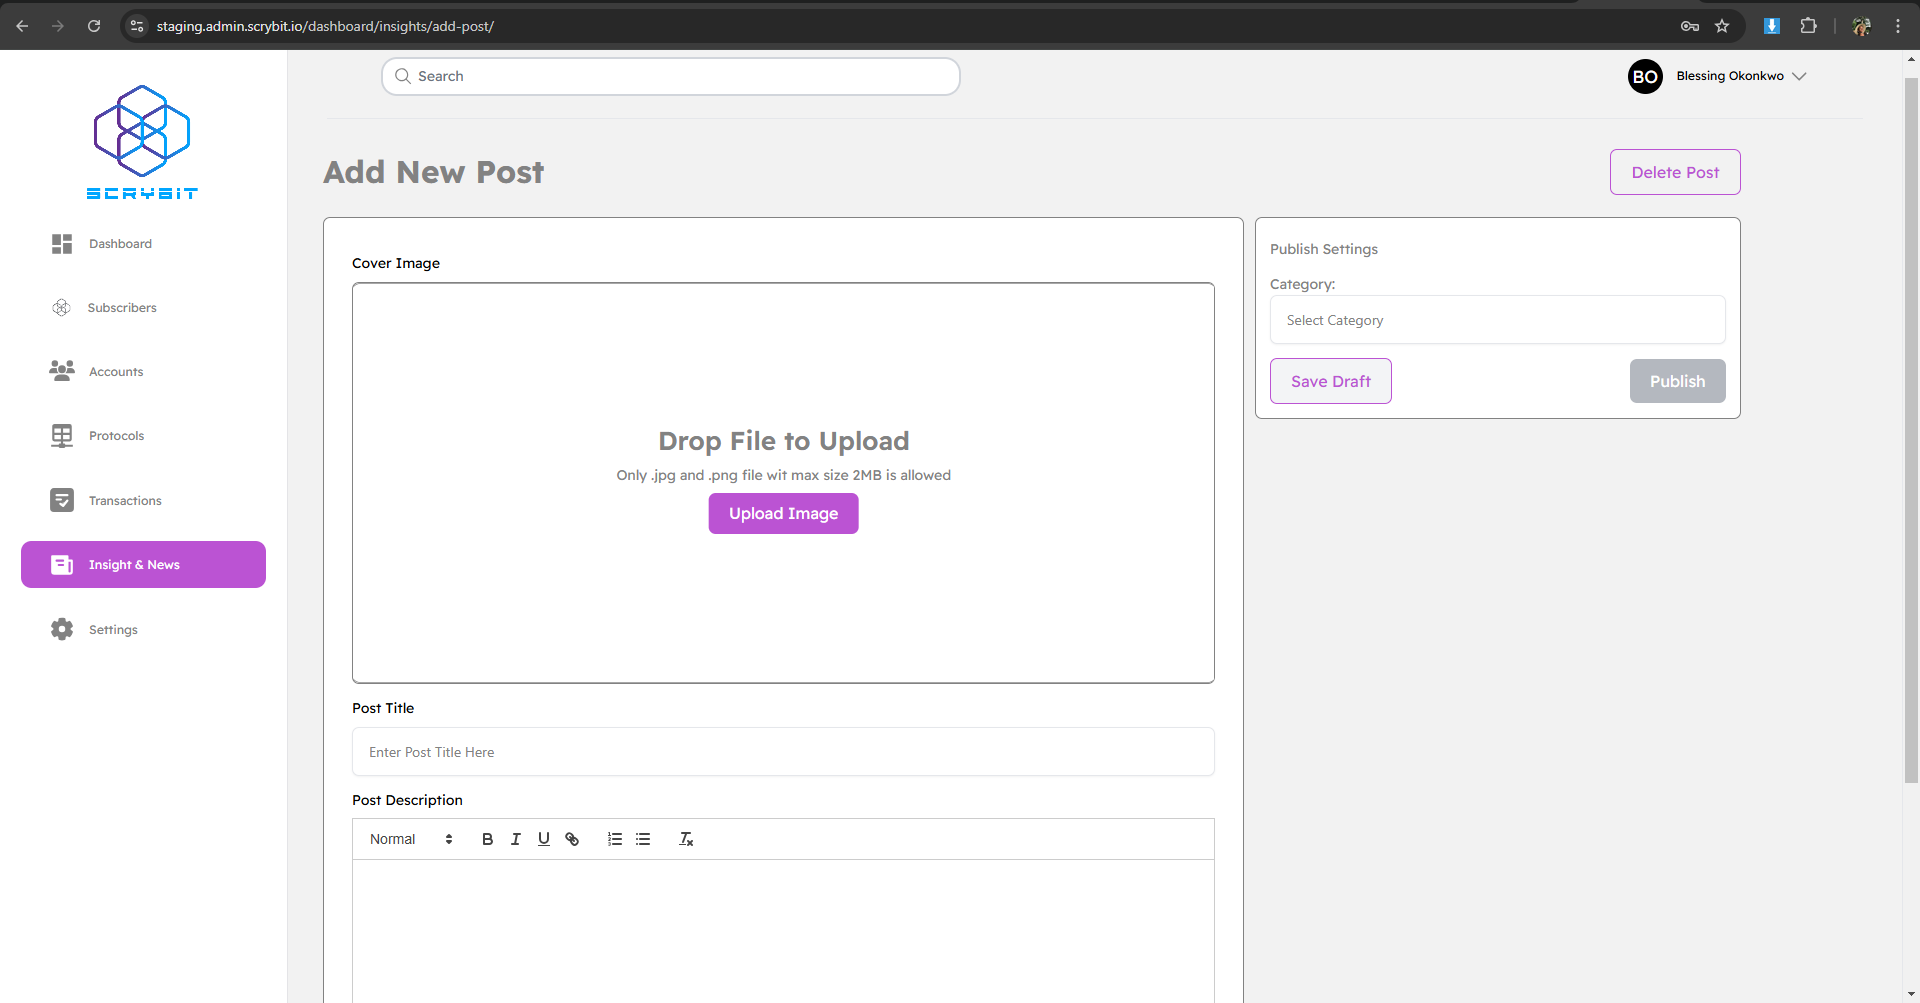 staging.admin.scrybit.io/dashboard/insights/add-post/
Search
BO
Blessing Okonkwo
SCRYBIT
Dashboard
Subscribers
Accounts
Protocols
Transactions
Insight & News
Settings
Add New Post
Delete Post
Cover Image
Drop File to Upload
Only .jpg and .png file wit max size 2MB is allowed
Upload Image
Post Title
Enter Post Title Here
Post Description
Normal
B I U
Publish Settings
Category:
Select Category
Save Draft
Publish